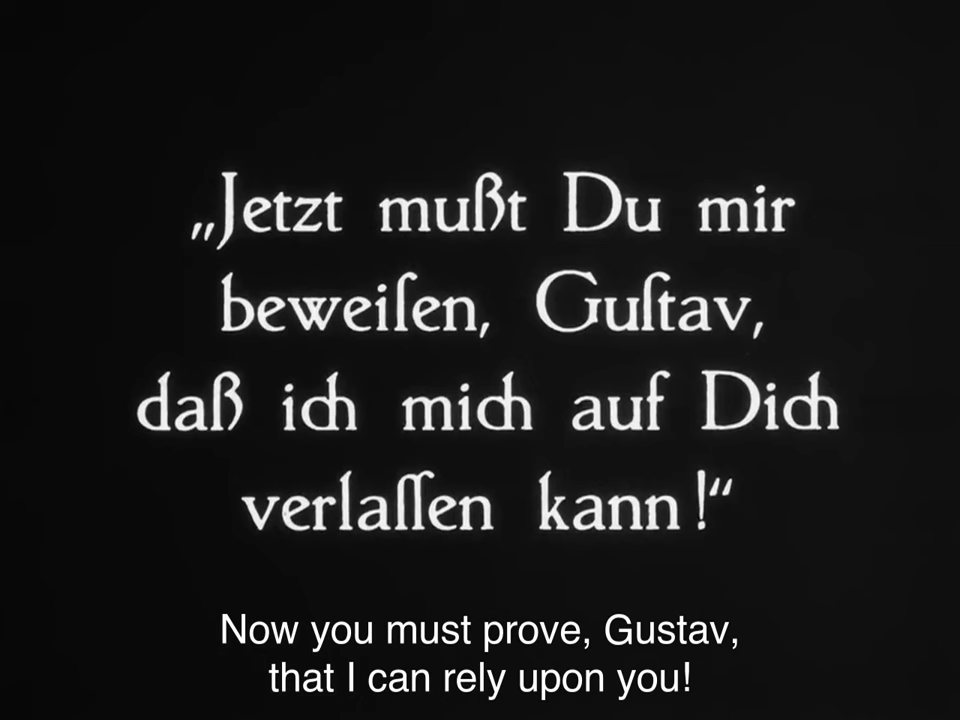 „Jetzt mußt Du mir
beweiſen, Guſtav,
daß ich mich auf Dich
verlaſſen kann!“
Now you must prove, Gustav,
that I can rely upon you!